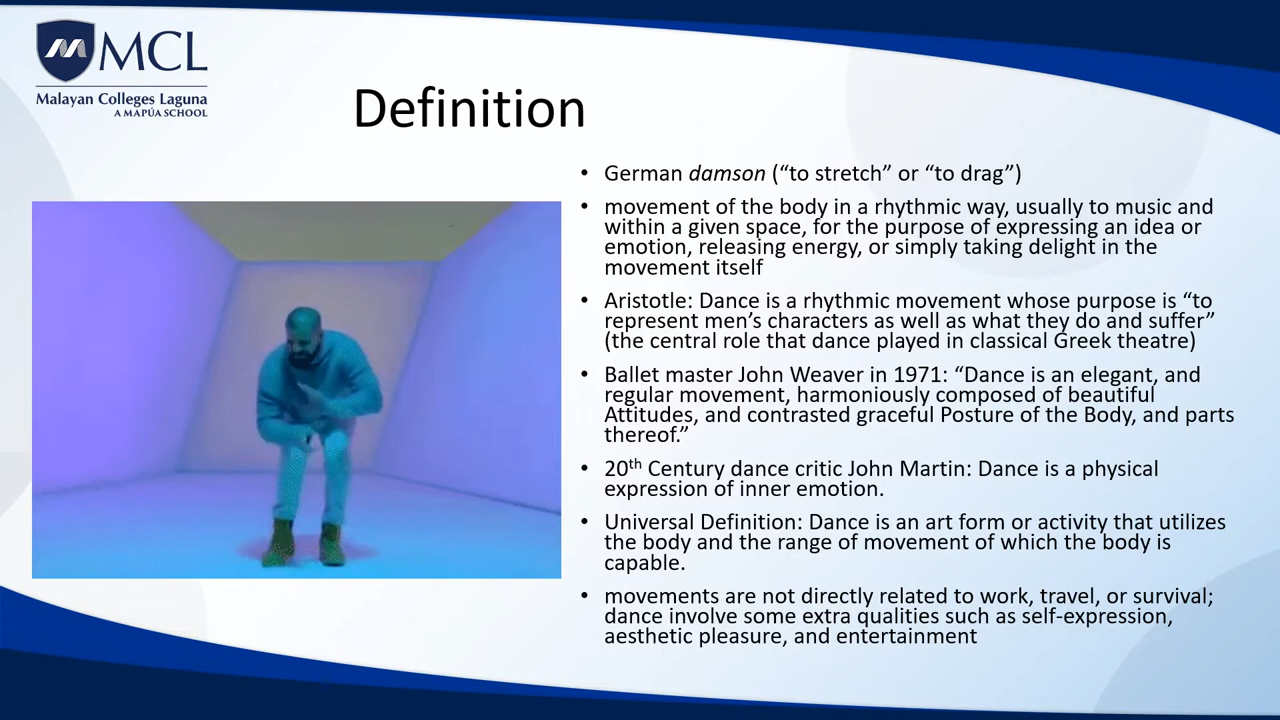 MCL
Malayan Colleges Laguna
A MAPÚA SCHOOL
Definition
• German damson (“to stretch” or “to drag”)
• movement of the body in a rhythmic way, usually to music and
within a given space, for the purpose of expressing an idea or
emotion, releasing energy, or simply taking delight in the
movement itself
• Aristotle: Dance is a rhythmic movement whose purpose is “to
represent men’s characters as well as what they do and suffer”
(the central role that dance played in classical Greek theatre)
• Ballet master John Weaver in 1971: “Dance is an elegant, and
regular movement, harmoniously composed of beautiful
Attitudes, and contrasted graceful Posture of the Body, and parts
thereof.”
• 20th Century dance critic John Martin: Dance is a physical
expression of inner emotion.
• Universal Definition: Dance is an art form or activity that utilizes
the body and the range of movement of which the body is
capable.
• movements are not directly related to work, travel, or survival;
dance involve some extra qualities such as self-expression,
aesthetic pleasure, and entertainment